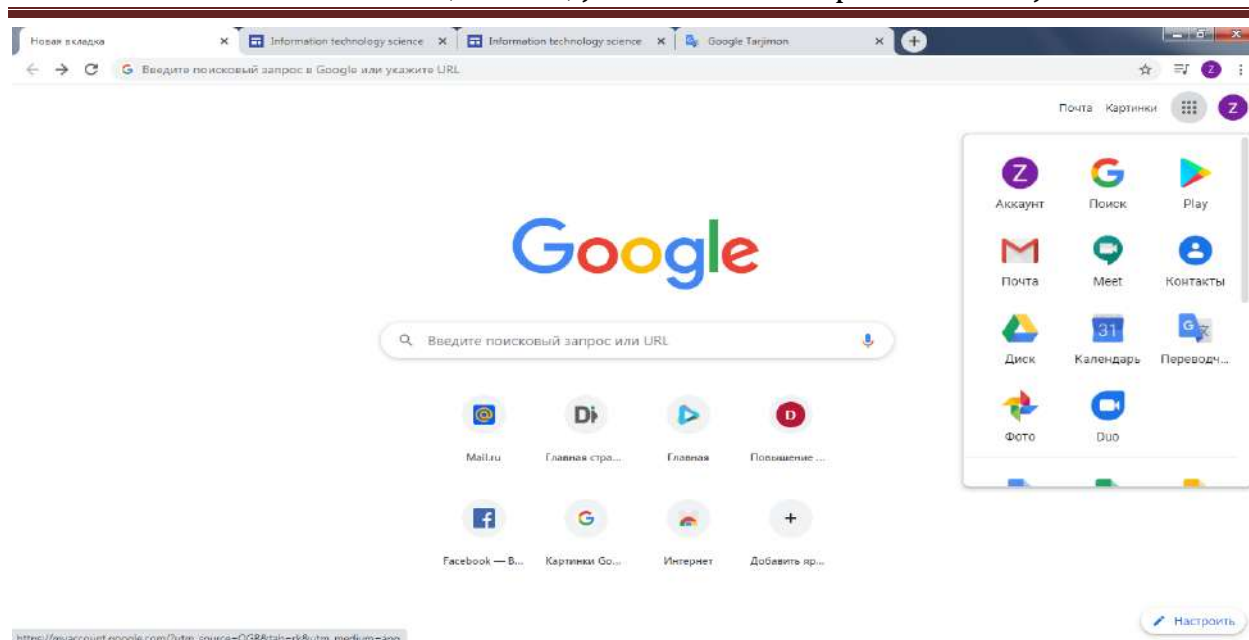 Новая вкладка
Information technology science
Information technology science
Google Tarjimon
Введите поисковый запрос в Google или укажите URL
Почта Картинки
Z
Google
Введите поисковый запрос или URL
Z
Аккаунт
Поиск
Play
Почта
Meet
Контакты
31
Диск
Календарь
Переводч...
Фото
Duo
Mail.ru
Главная стра...
Главная
Повышение ...
Facebook — В...
Картинки Go...
Интернет
Добавить яр...
Настроить